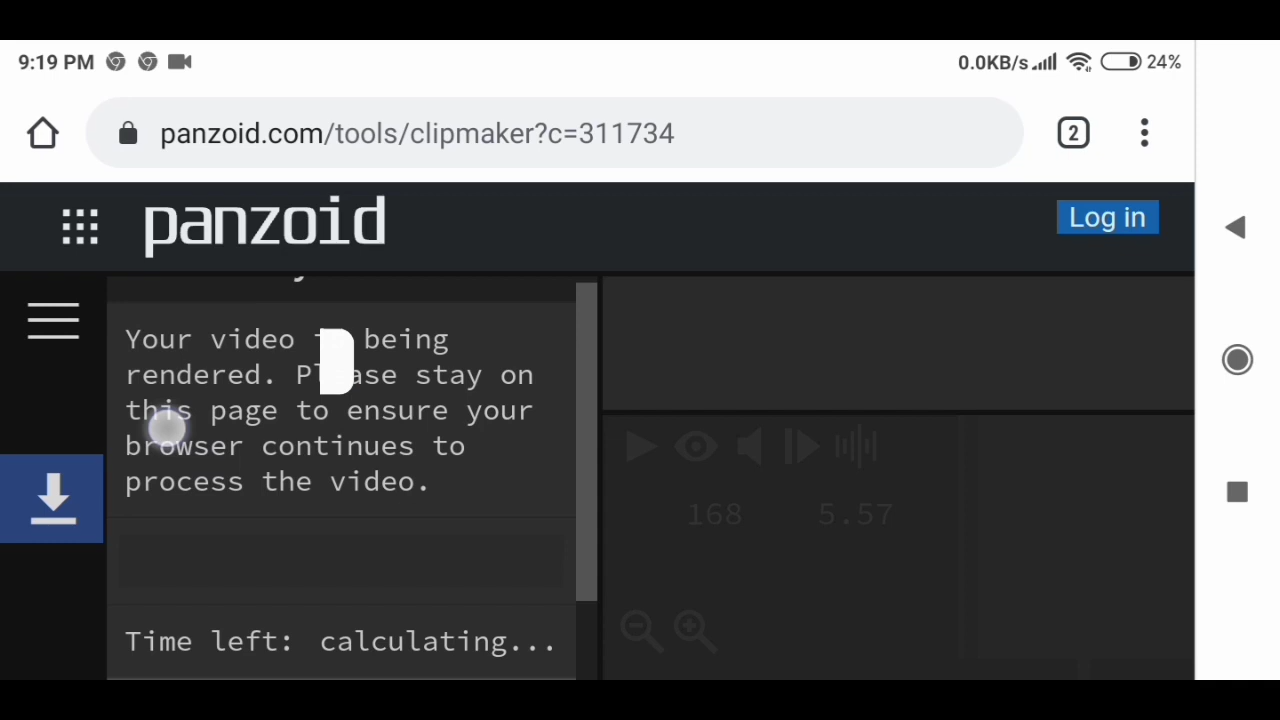 9:19 PM 0.0KB/s 24%
panzoid.com/tools/clipmaker?c=311734 2
panzoid Log in
Your video being
rendered. Please stay on
this page to ensure your
browser continues to
process the video.
168 5.57
Time left: calculating...